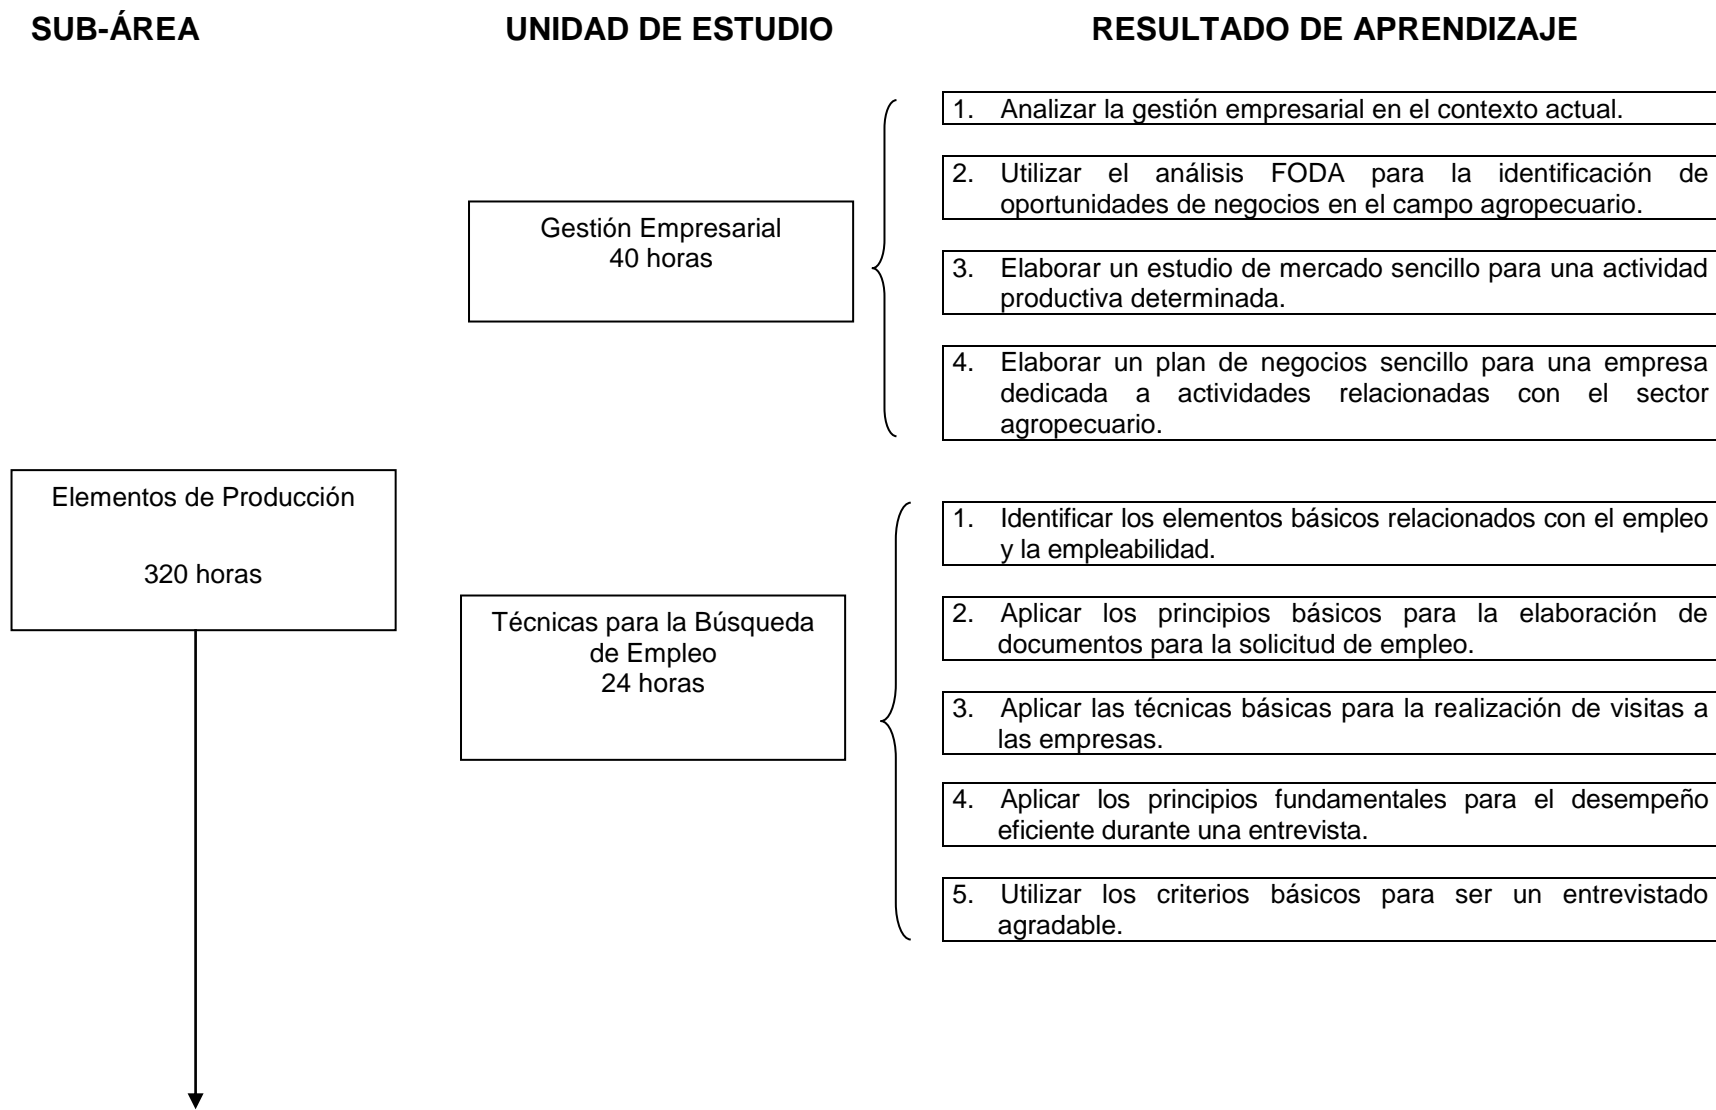 SUB-ÁREA
UNIDAD DE ESTUDIO
RESULTADO DE APRENDIZAJE
Elementos de Producción
320 horas
Gestión Empresarial
40 horas
1. Analizar la gestión empresarial en el contexto actual.
2. Utilizar el análisis FODA para la identificación de
oportunidades de negocios en el campo agropecuario.
3. Elaborar un estudio de mercado sencillo para una actividad
productiva determinada.
4. Elaborar un plan de negocios sencillo para una empresa
dedicada a actividades relacionadas con el sector
agropecuario.
Técnicas para la Búsqueda
de Empleo
24 horas
1. Identificar los elementos básicos relacionados con el empleo
y la empleabilidad.
2. Aplicar los principios básicos para la elaboración de
documentos para la solicitud de empleo.
3. Aplicar las técnicas básicas para la realización de visitas a
las empresas.
4. Aplicar los principios fundamentales para el desempeño
eficiente durante una entrevista.
5. Utilizar los criterios básicos para ser un entrevistado
agradable.